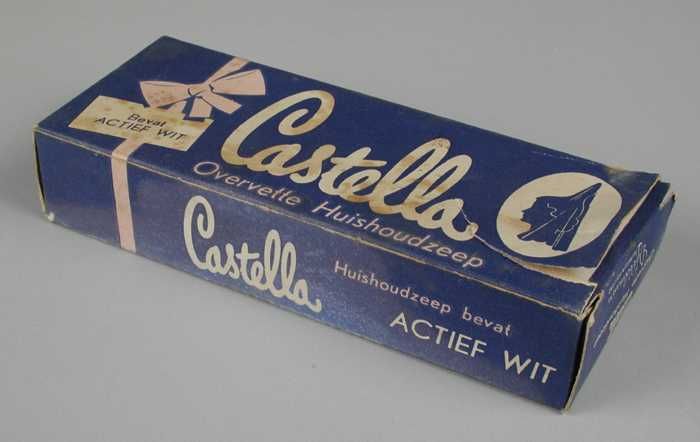 Bevat
ACTIEF WIT
Castella
Overvette Huishoudzeep
Castella
Huishoudzeep bevat
ACTIEF WIT